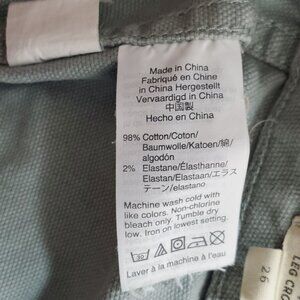 Made in China
Fabriqué en Chine
in China Hergestellt
Vervaardigd in China
中国製
Hecho en China
98% Cotton/Coton/
Baumwolle/Katoen/綿/
algodón
2% Elastane/Élasthanne/
Elastan/Elastaan/エラス
テーン/elastano
Machine wash cold with
like colors. Non-chlorine
bleach only. Tumble dry
low. Iron on lowest setting.
Laver à la machine à l'eau
LEG CRO
26